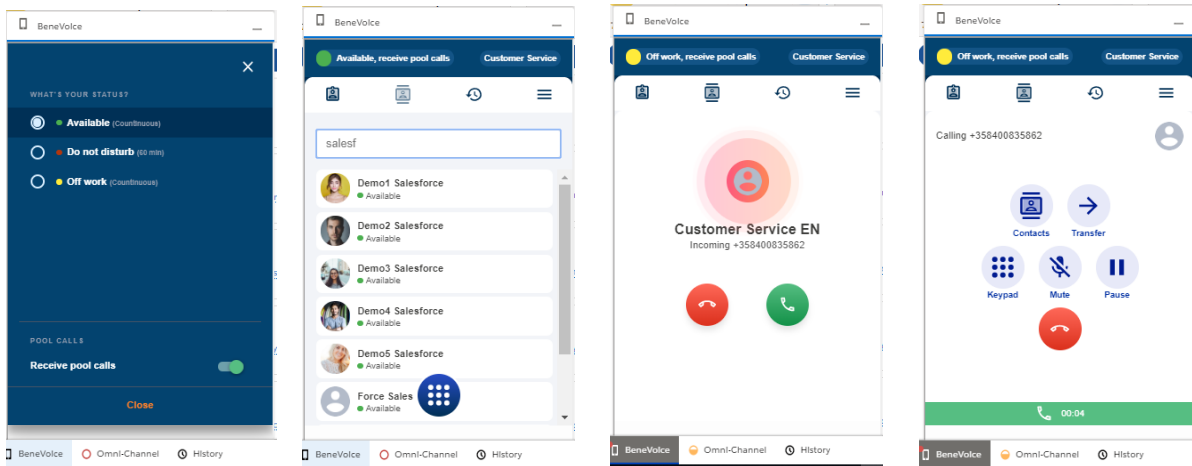 BeneVoice
WHAT'S YOUR STATUS?
Available (Countinuous)
Do not disturb (60 min)
Off work (Countinuous)
POOL CALLS
Receive pool calls
Close
BeneVoice Omni-Channel History
BeneVoice
Available, receive pool calls Customer Service
salesf
Demo1 Salesforce
Available
Demo2 Salesforce
Available
Demo3 Salesforce
Available
Demo4 Salesforce
Available
Demo5 Salesforce
Available
Force Sales
Available
BeneVoice Omni-Channel History
BeneVoice
Off work, receive pool calls Customer Service
Customer Service EN
Incoming +358400835862
BeneVoice Omni-Channel History
BeneVoice
Off work, receive pool calls Customer Service
Calling +358400835862
Contacts Transfer
Keypad Mute Pause
00:04
BeneVoice Omni-Channel History